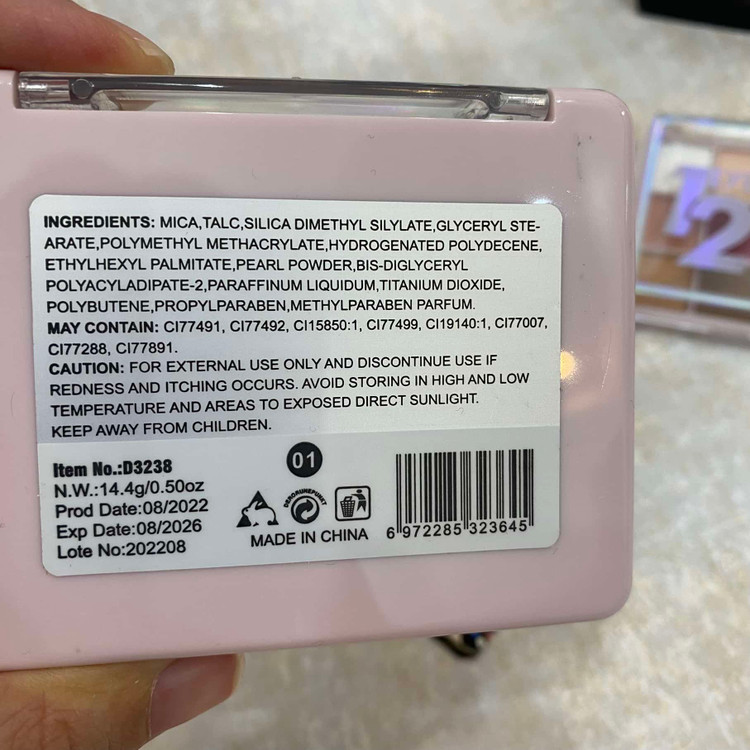 INGREDIENTS: MICA,TALC,SILICA DIMETHYL SILYLATE,GLYCERYL STE-
ARATE,POLYMETHYL METHACRYLATE,HYDROGENATED POLYDECENE,
ETHYLHEXYL PALMITATE,PEARL POWDER,BIS-DIGLYCERYL
POLYACYLADIPATE-2,PARAFFINUM LIQUIDUM,TITANIUM DIOXIDE,
POLYBUTENE,PROPYLPARABEN,METHYLPARABEN PARFUM.
MAY CONTAIN: CI77491, CI77492, CI15850:1, CI77499, CI19140:1, CI77007,
CI77288, CI77891.
CAUTION: FOR EXTERNAL USE ONLY AND DISCONTINUE USE IF
REDNESS AND ITCHING OCCURS. AVOID STORING IN HIGH AND LOW
TEMPERATURE AND AREAS TO EXPOSED DIRECT SUNLIGHT.
KEEP AWAY FROM CHILDREN.
Item No.:D3238
N.W.:14.4g/0.50oz
Prod Date:08/2022
Exp Date:08/2026
Lote No:202208
01
MADE IN CHINA
6 972285 323645
12